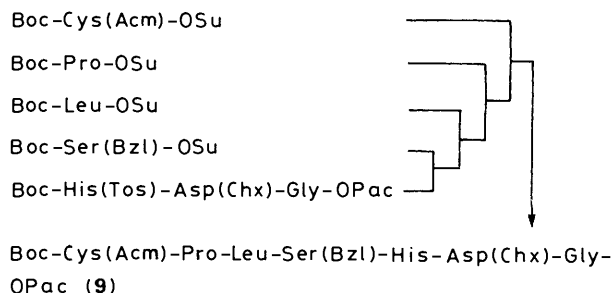 Boc-Cys(Acm)-OSu
Boc-Pro-OSu
Boc-Leu-OSu
Boc-Ser(Bzl)-OSu
Boc-His(Tos)-Asp(Chx)-Gly-OPac
Boc-Cys(Acm)-Pro-Leu-Ser(Bzl)-His-Asp(Chx)-Gly-
OPac (9)